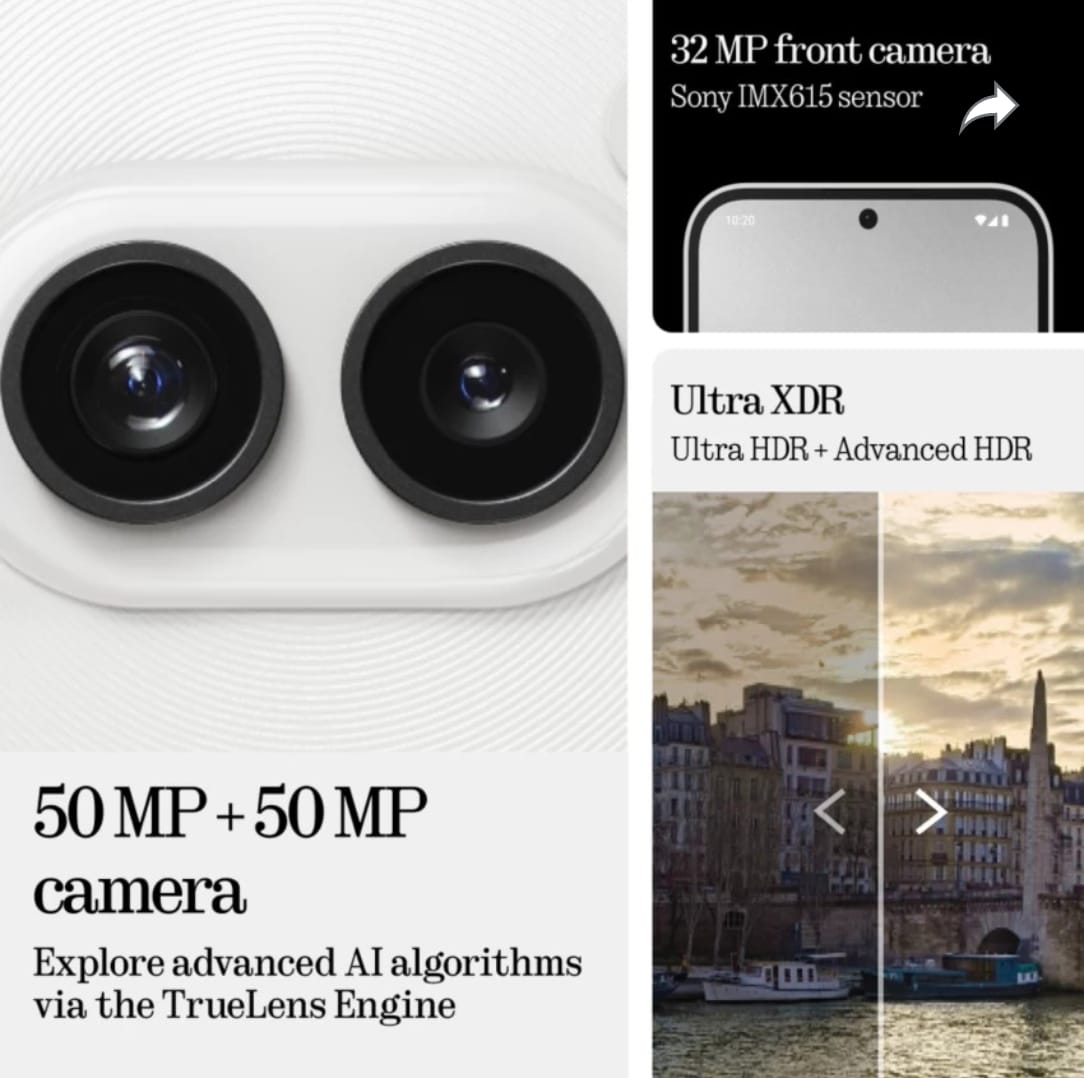 50 MP + 50 MP
camera
Explore advanced AI algorithms
via the TrueLens Engine
32 MP front camera
Sony IMX615 sensor
10:20
Ultra XDR
Ultra HDR + Advanced HDR